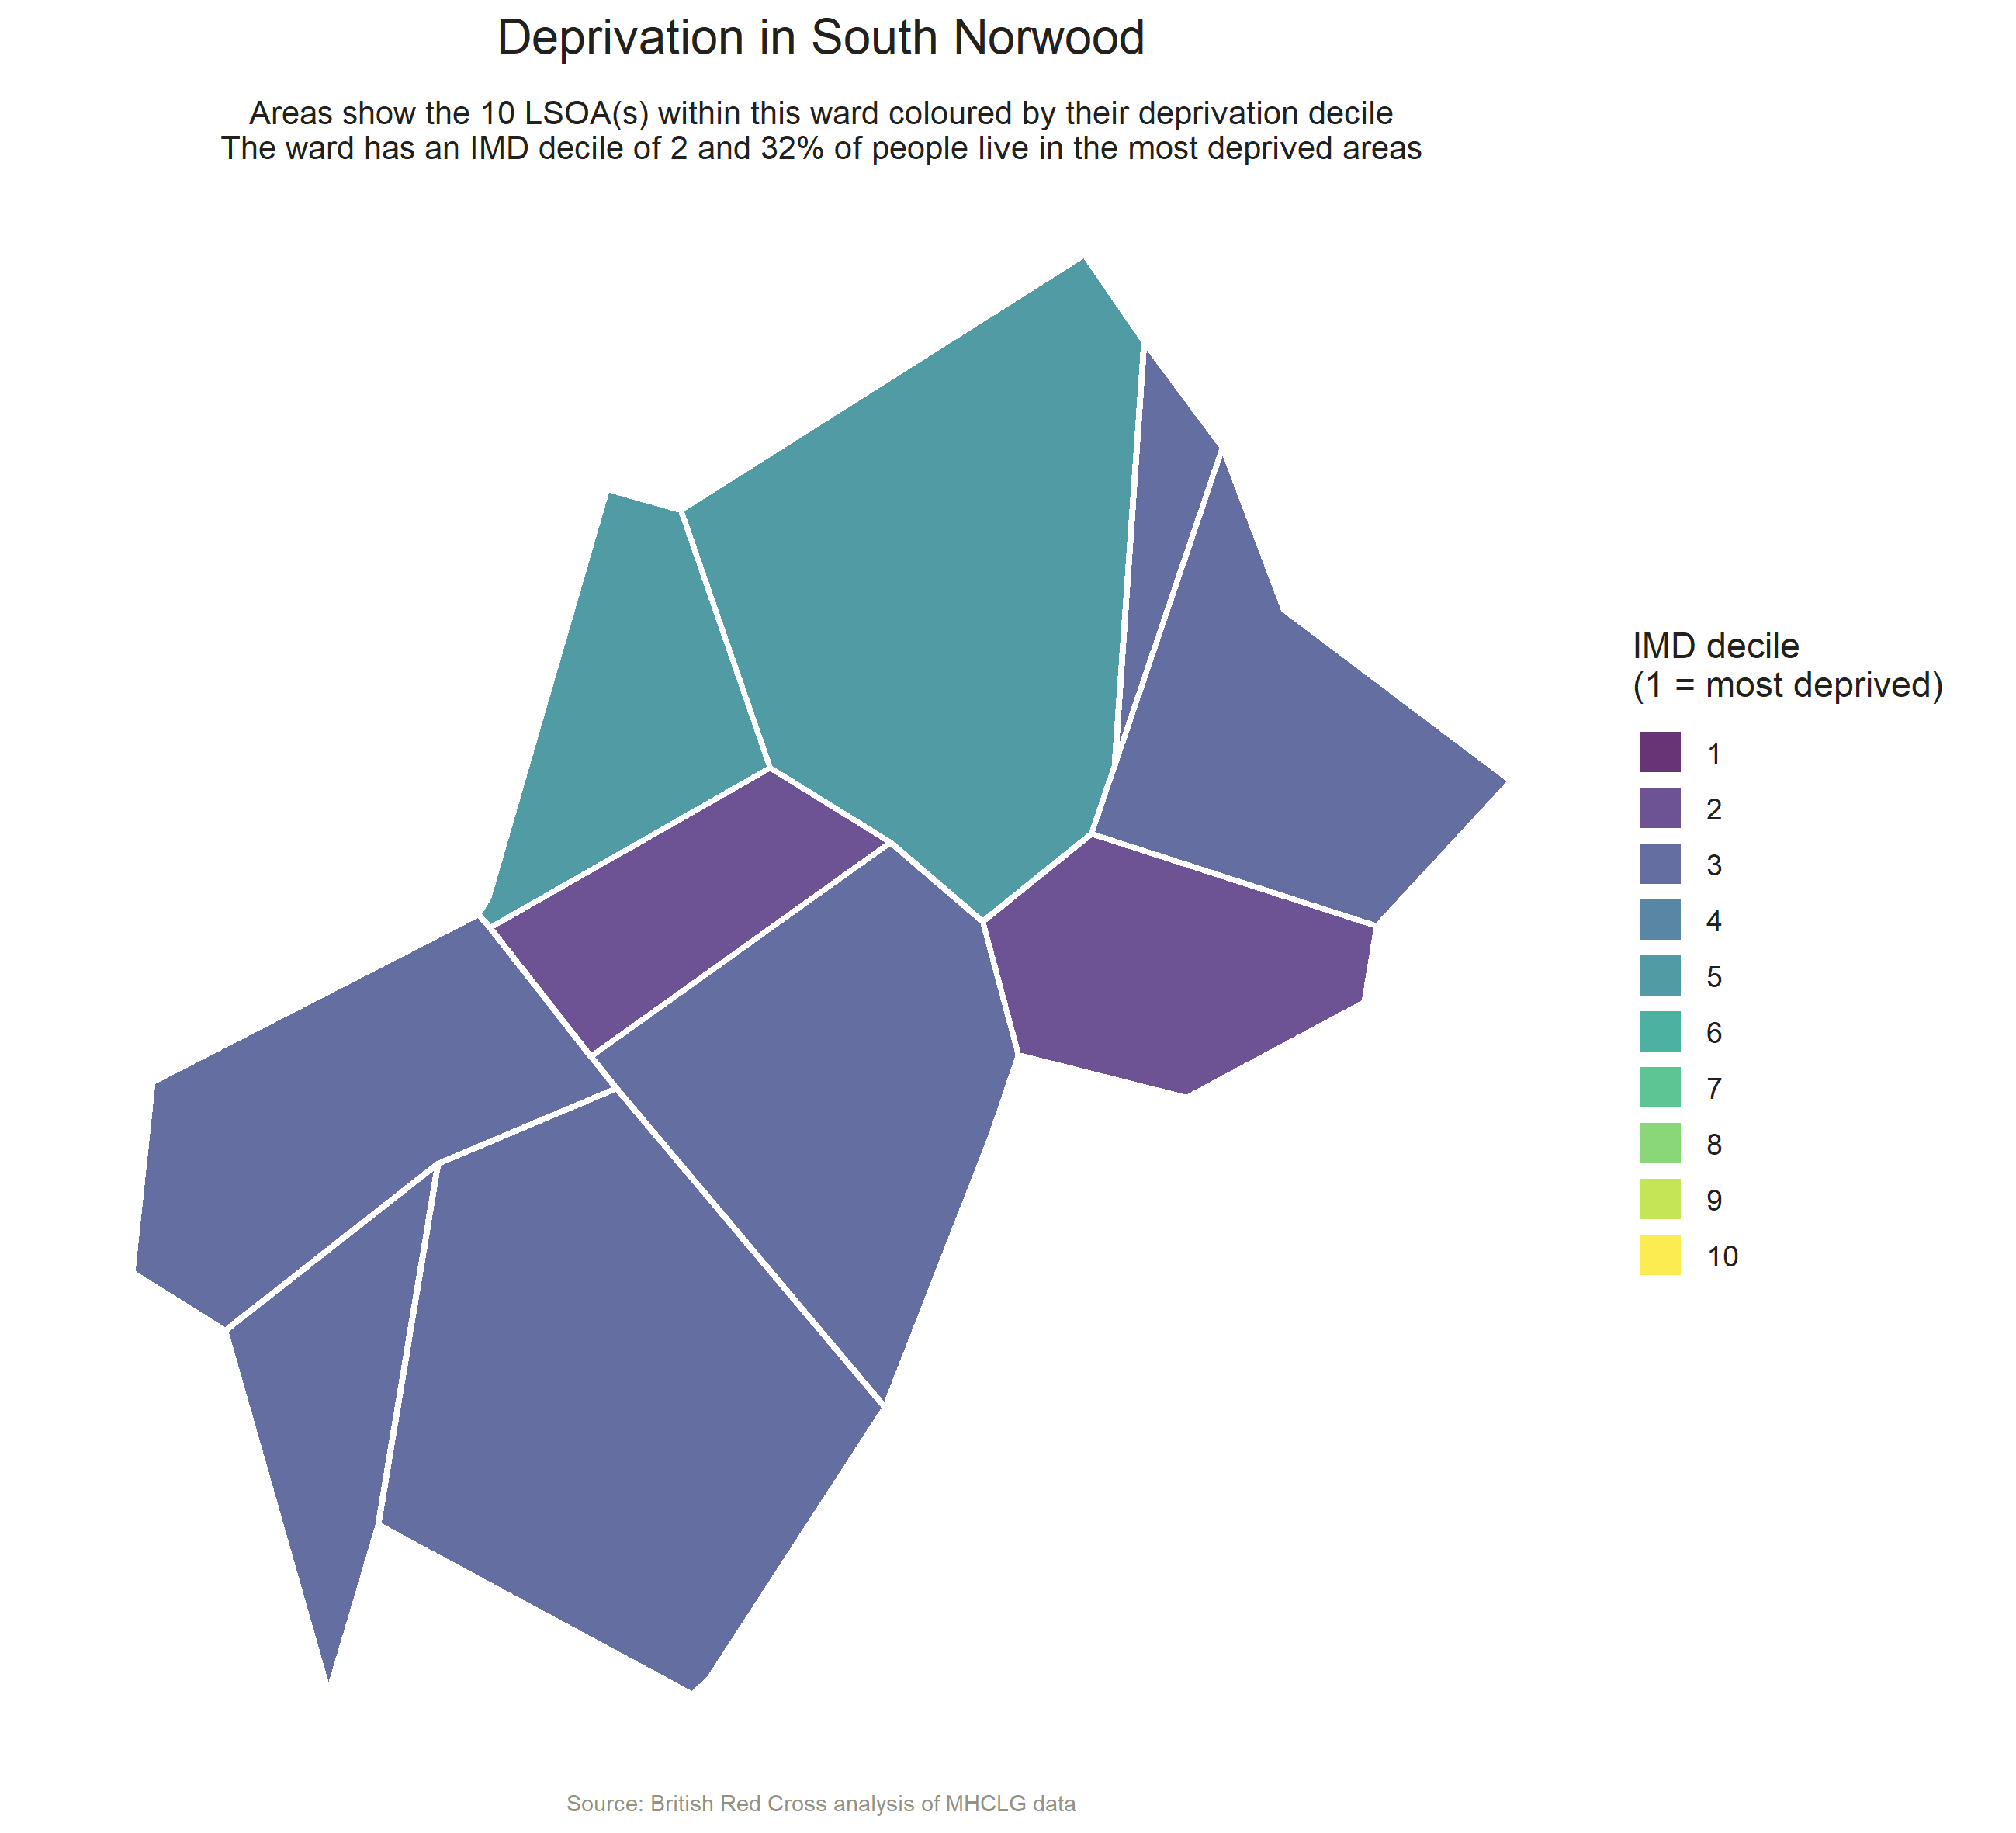 Deprivation in South Norwood
Areas show the 10 LSOA(s) within this ward coloured by their deprivation decile
The ward has an IMD decile of 2 and 32% of people live in the most deprived areas
IMD decile
(1 = most deprived)
1
2
3
4
5
6
7
8
9
10
Source: British Red Cross analysis of MHCLG data